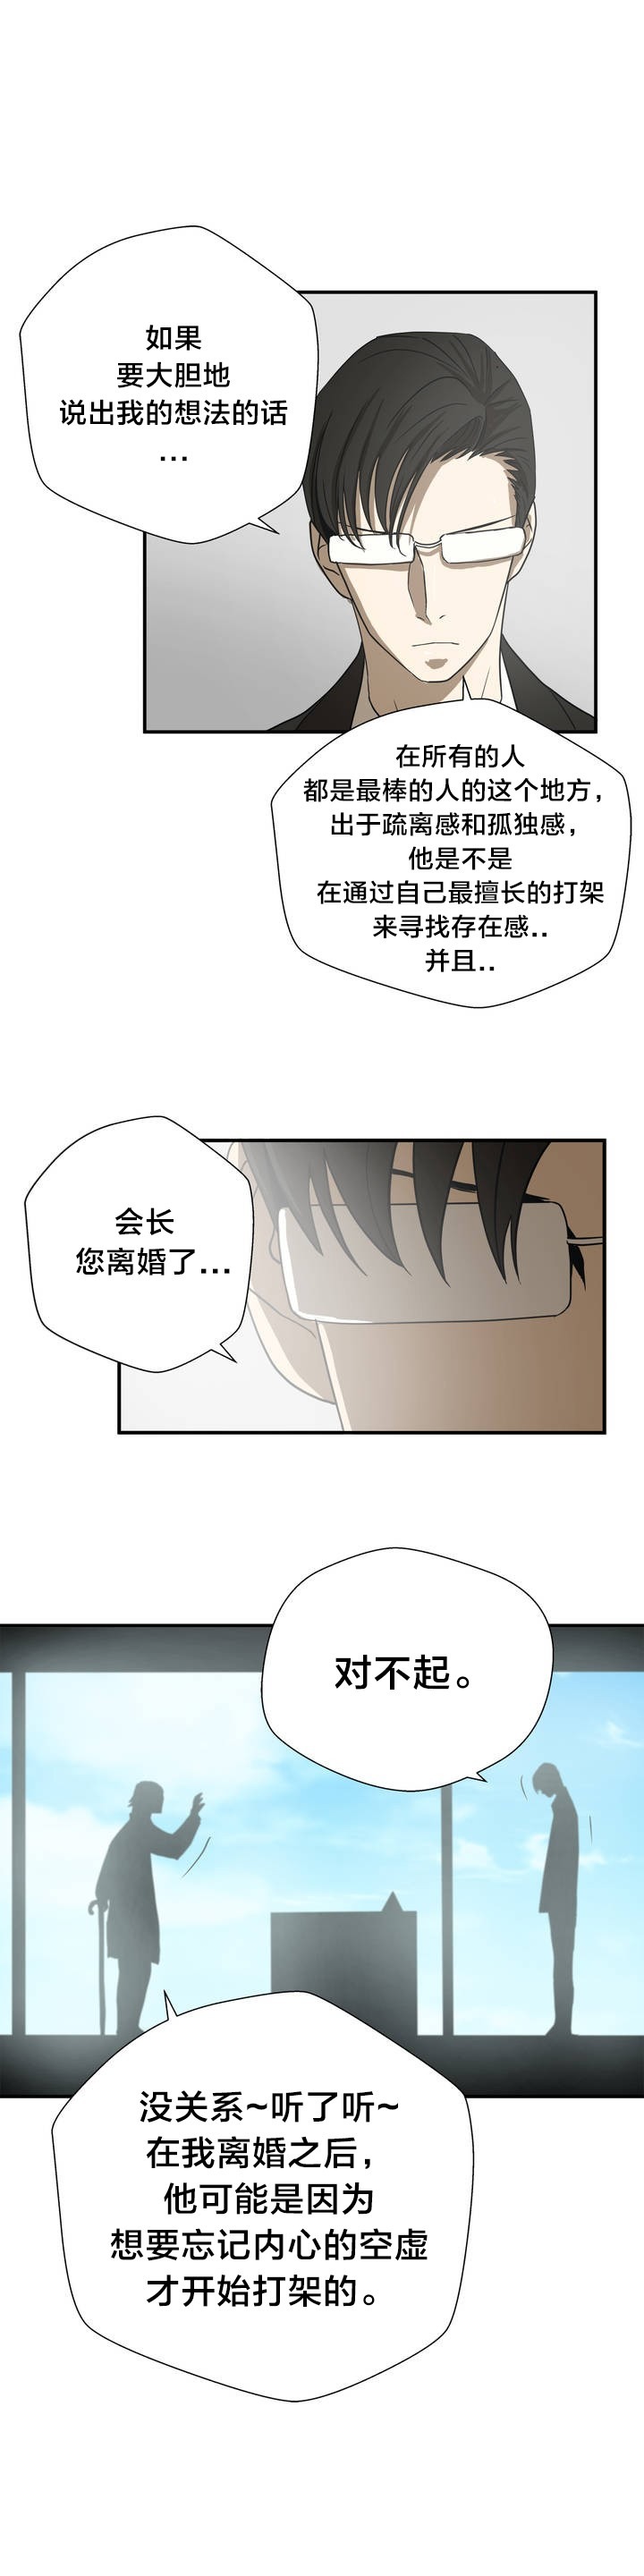 如果
要大胆地
说出我的想法的话
...
在所有的人
都是最棒的人的这个地方，
出于疏离感和孤独感，
他是不是
在通过自己最擅长的打架
来寻找存在感..
并且..
会长
您离婚了...
对不起。
没关系~听了听~
在我离婚之后，
他可能是因为
想要忘记内心的空虚
才开始打架的。